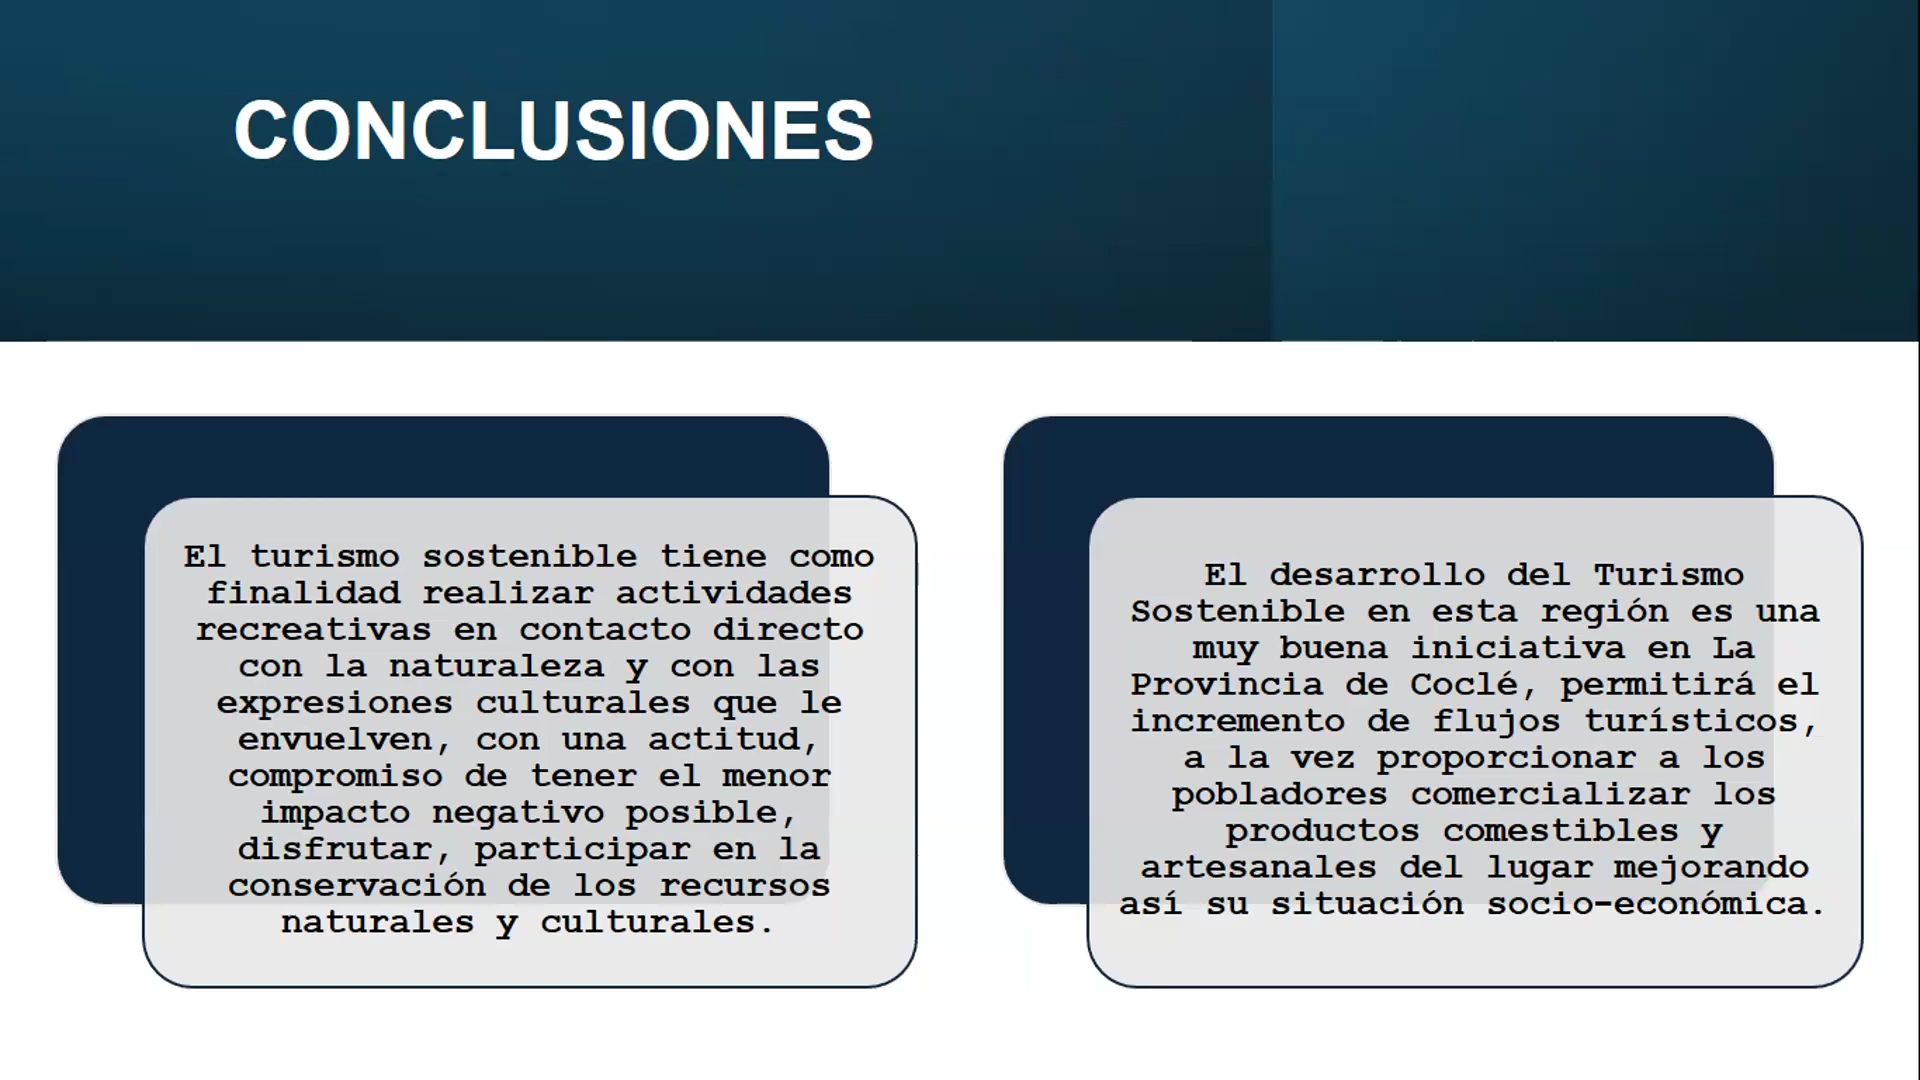 CONCLUSIONES
El turismo sostenible tiene como
finalidad realizar actividades
recreativas en contacto directo
con la naturaleza y con las
expresiones culturales que le
envuelven, con una actitud,
compromiso de tener el menor
impacto negativo posible,
disfrutar, participar en la
conservación de los recursos
naturales y culturales.
El desarrollo del Turismo
Sostenible en esta región es una
muy buena iniciativa en La
Provincia de Coclé, permitirá el
incremento de flujos turísticos,
a la vez proporcionar a los
pobladores comercializar los
productos comestibles y
artesanales del lugar mejorando
así su situación socio-económica.